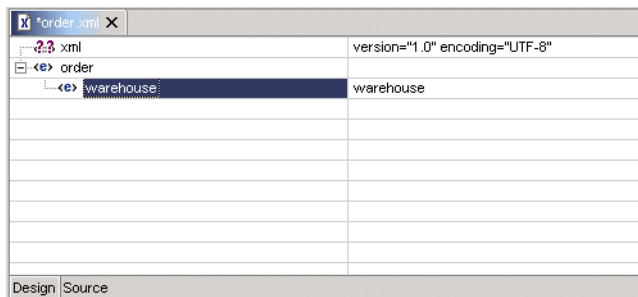 *order.xml
?-? xml version="1.0" encoding="UTF-8"
<e> order
<e> warehouse warehouse
Design Source